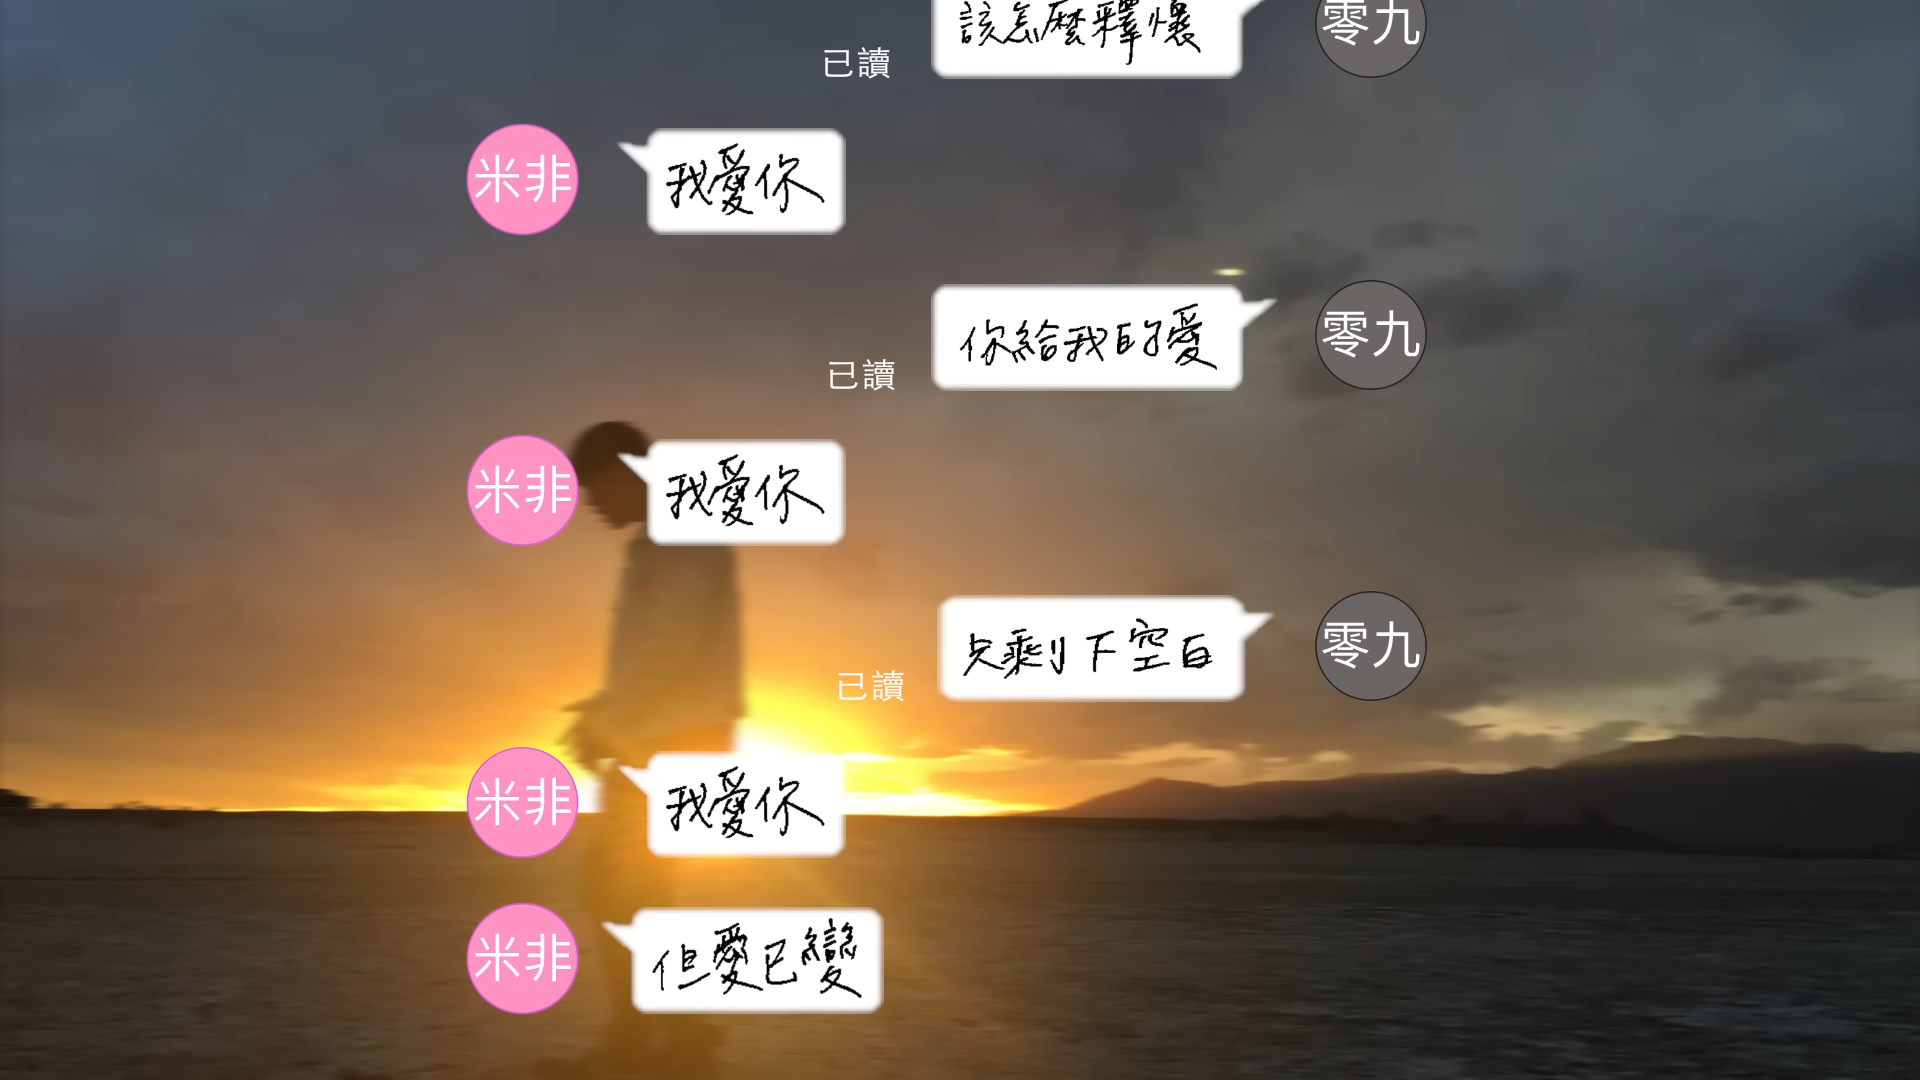 該怎麼釋懷
零九
已讀
米非
我愛你
你給我的愛
零九
已讀
米非
我愛你
只剩下空白
零九
已讀
米非
我愛你
米非
但愛已變